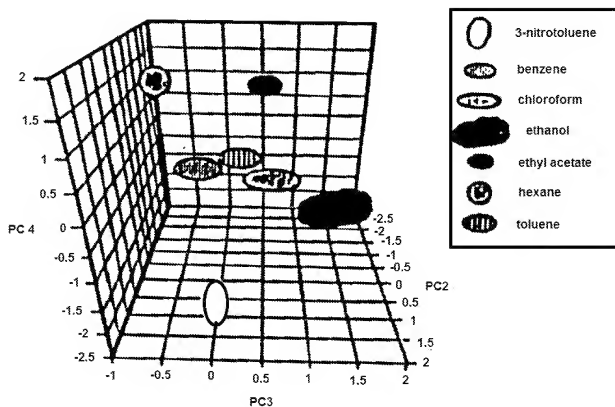 2
1.5
1
0.5
0
-0.5
-1
-1.5
-2
-2.5
PC 4
-1
-0.5
0
0.5
1
1.5
2
PC3
-2.5
-2
-1.5
-1
-0.5
0
0.5
1
1.5
2
PC2
3-nitrotoluene
benzene
chloroform
ethanol
ethyl acetate
hexane
toluene